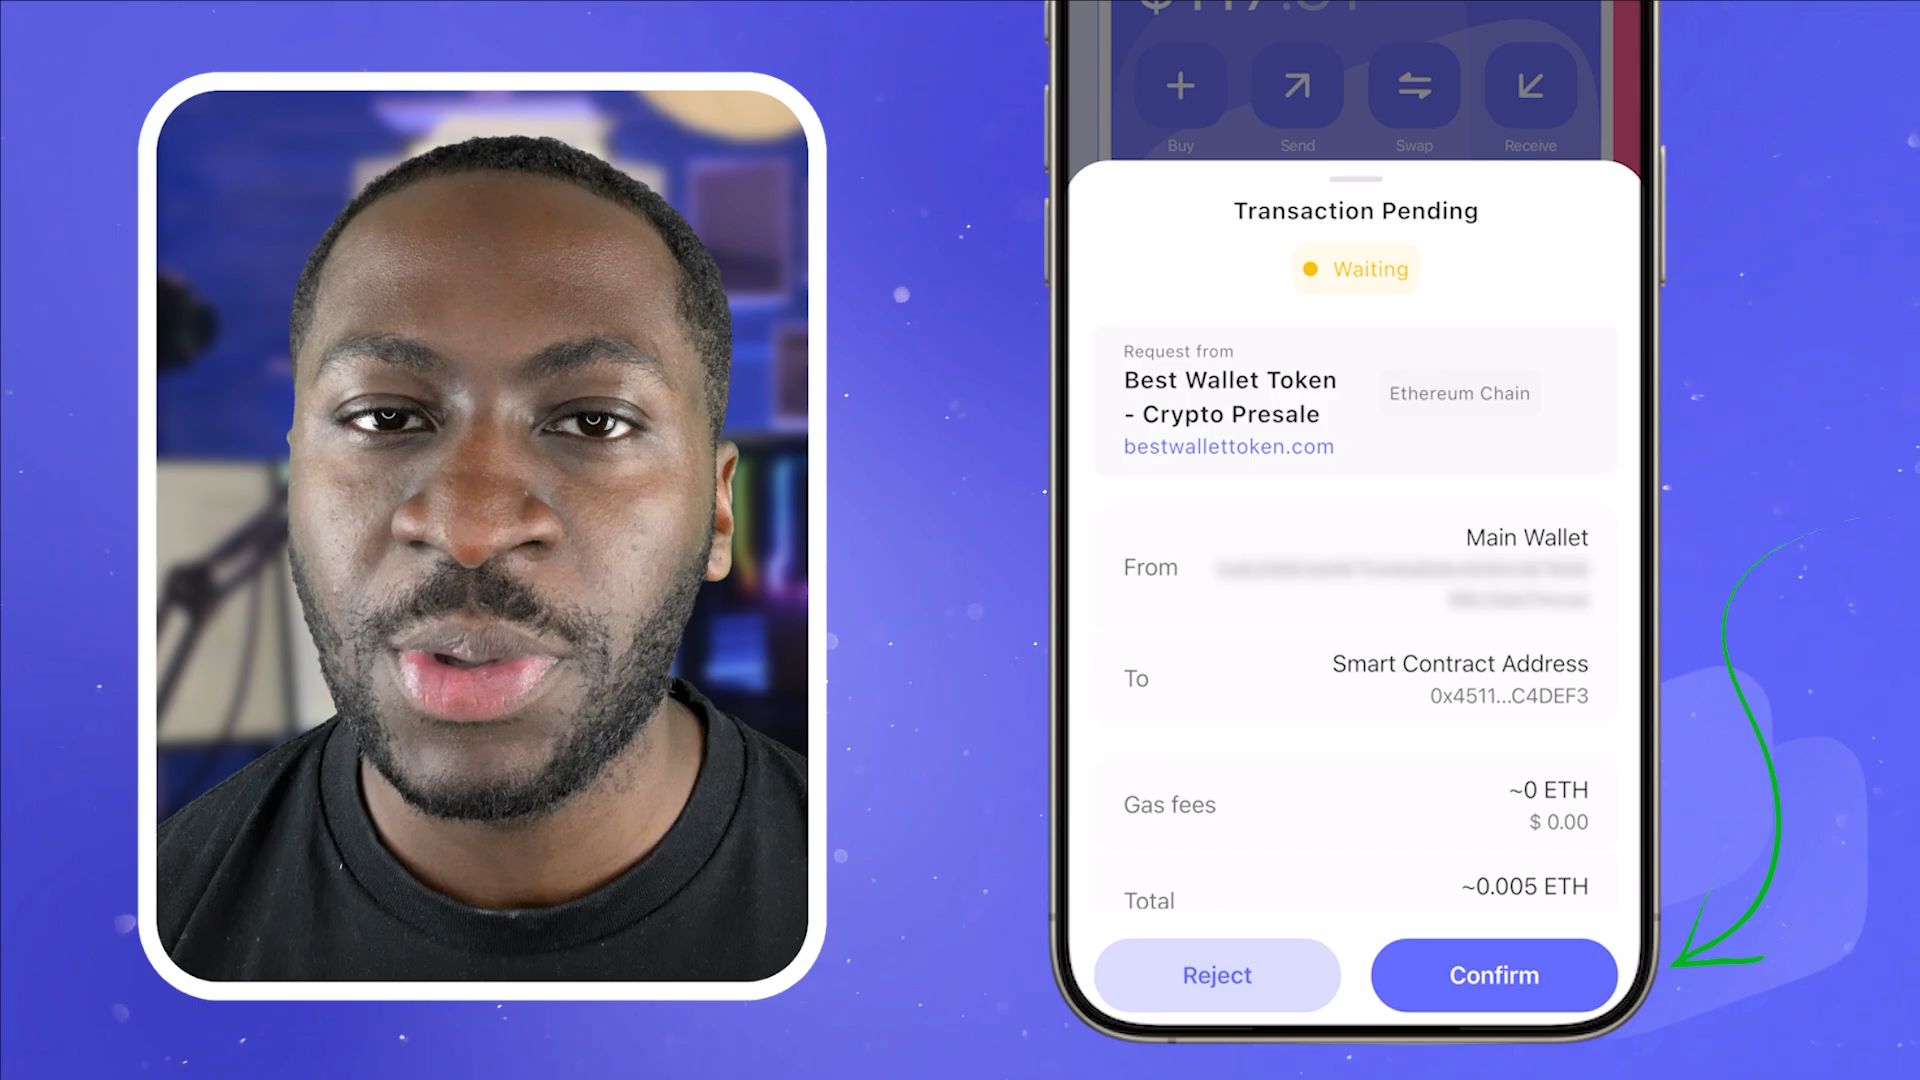 Buy
Send
Swap
Receive
Transaction Pending
Waiting
Request from
Best Wallet Token
- Crypto Presale
bestwallettoken.com
Ethereum Chain
Main Wallet
From
Smart Contract Address
To
0x4511...C4DEF3
~0 ETH
Gas fees
$ 0.00
~0.005 ETH
Total
Reject
Confirm